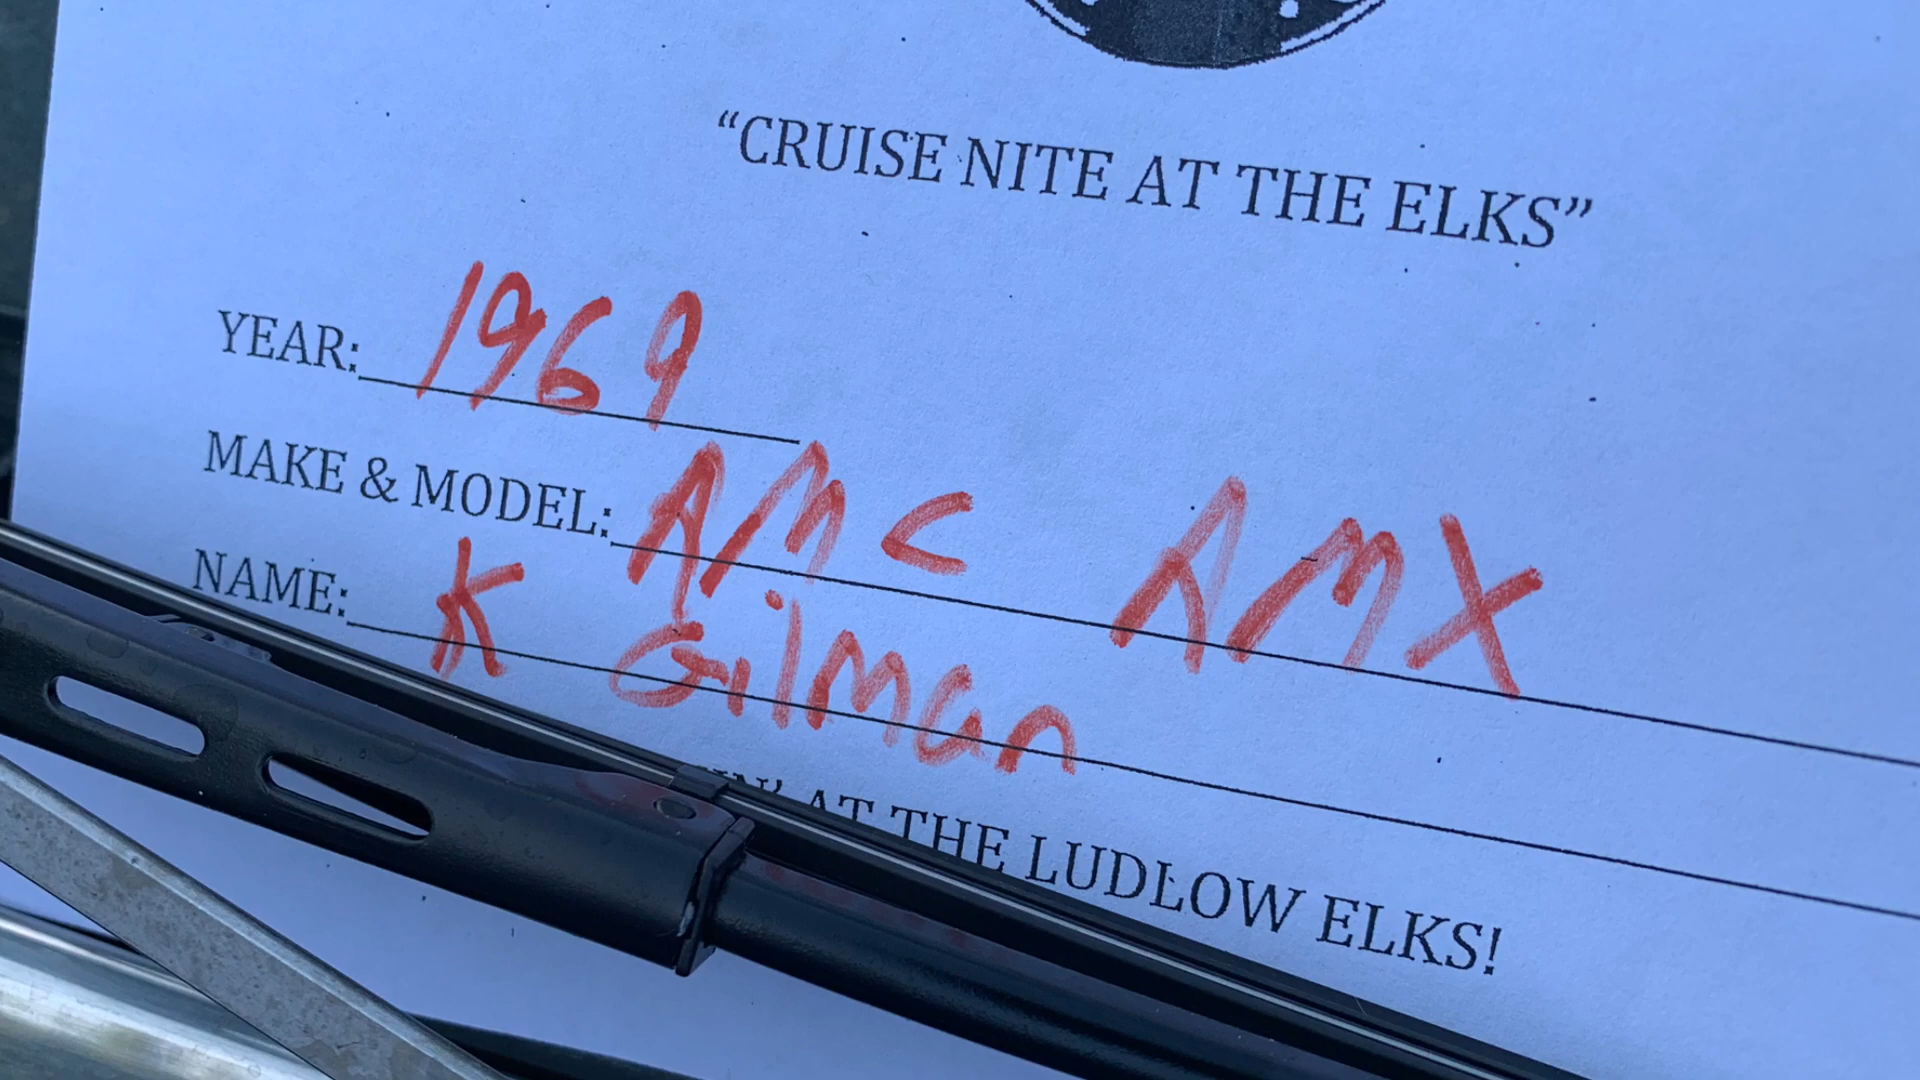 “CRUISE NITE AT THE ELKS”
YEAR: 1969
MAKE & MODEL: AMC AMX
NAME: K Gilman
AT THE LUDLOW ELKS!